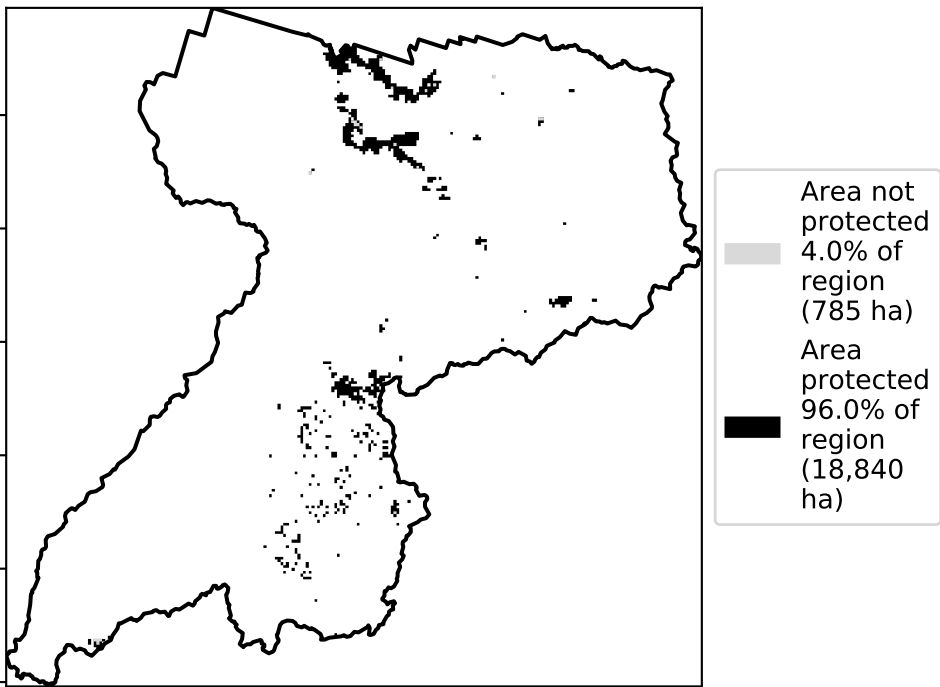 Area not
protected
4.0% of
region
(785 ha)
Area
protected
96.0% of
region
(18,840
ha)